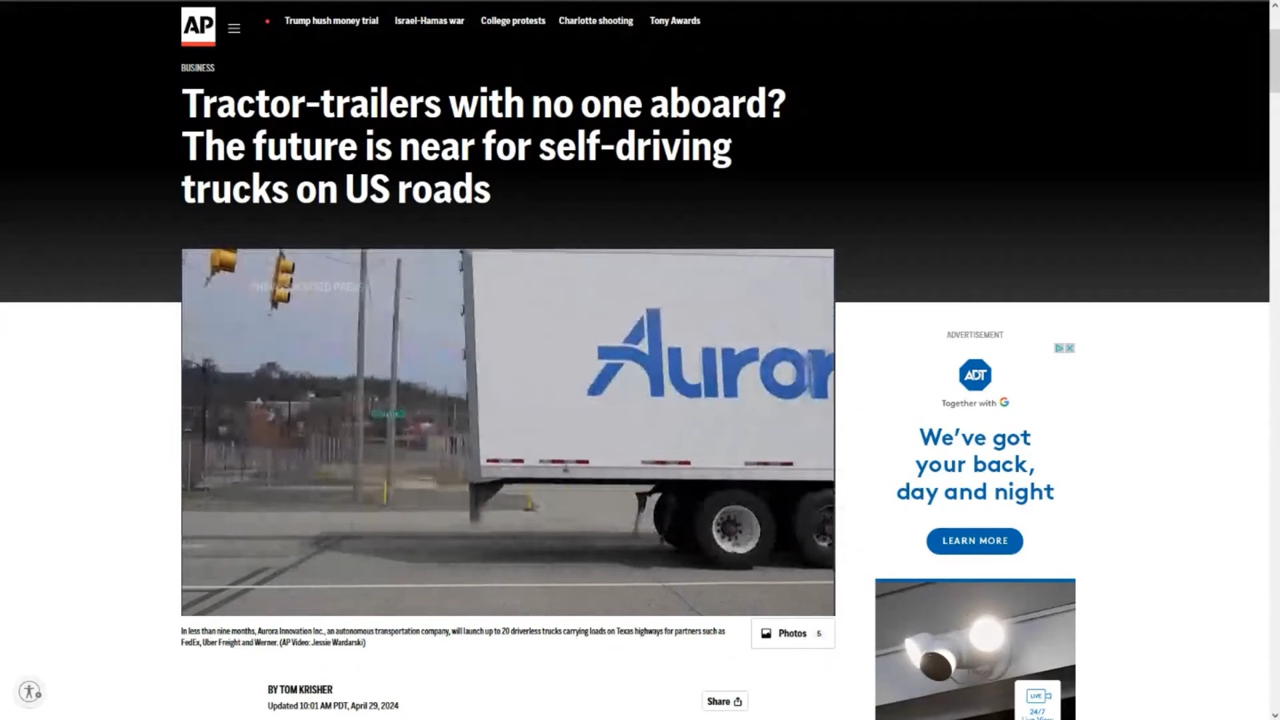 AP
Trump hush money trial
Israel-Hamas war
College protests
Charlotte shooting
Tony Awards
BUSINESS
Tractor-trailers with no one aboard?
The future is near for self-driving
trucks on US roads
Auror
ADVERTISEMENT
ADT
Together with G
We've got
your back,
day and night
LEARN MORE
In less than nine months, Aurora Innovation Inc., an autonomous transportation company, will launch up to 20 driverless trucks carrying loads on Texas highways for partners such as
FedEx, Uber Freight and Werner. (AP Video: Jessie Wardarski)
Photos 5
BY TOM KRISHER
Updated 10:01 AM PDT, April 29, 2024
Share
LIVE
24/7
Live View